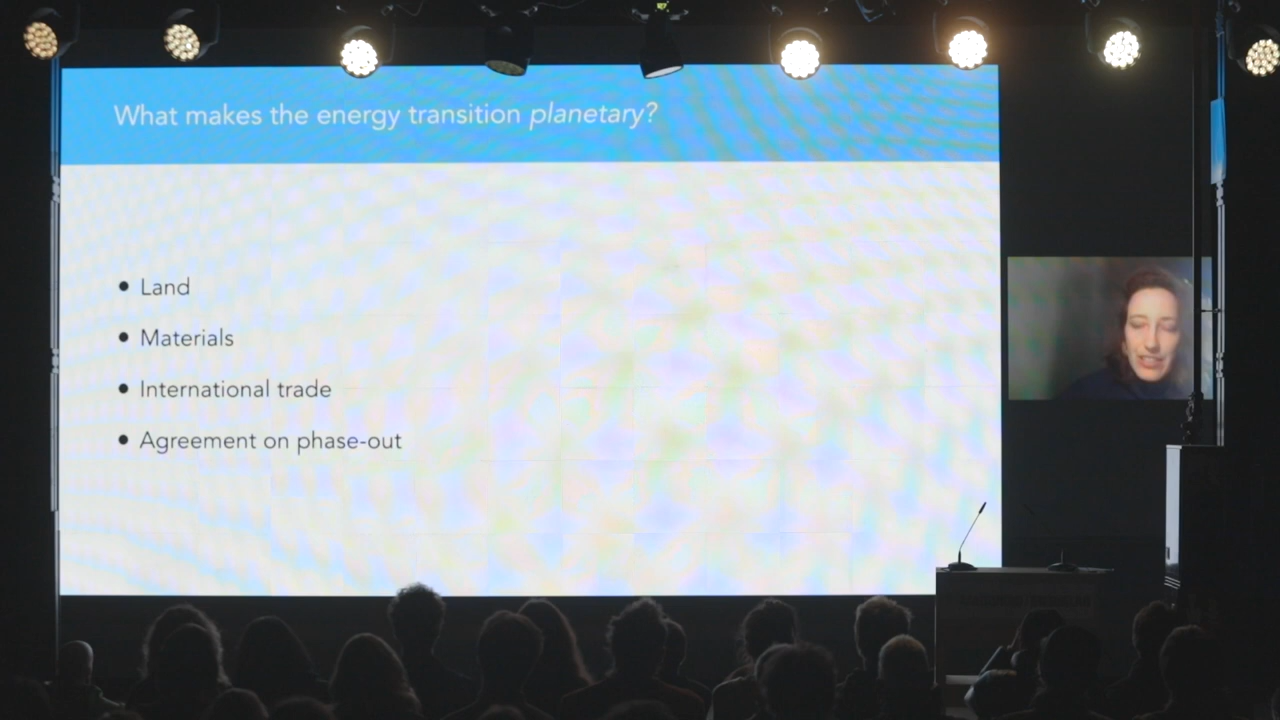 What makes the energy transition planetary?
• Land
• Materials
• International trade
• Agreement on phase-out